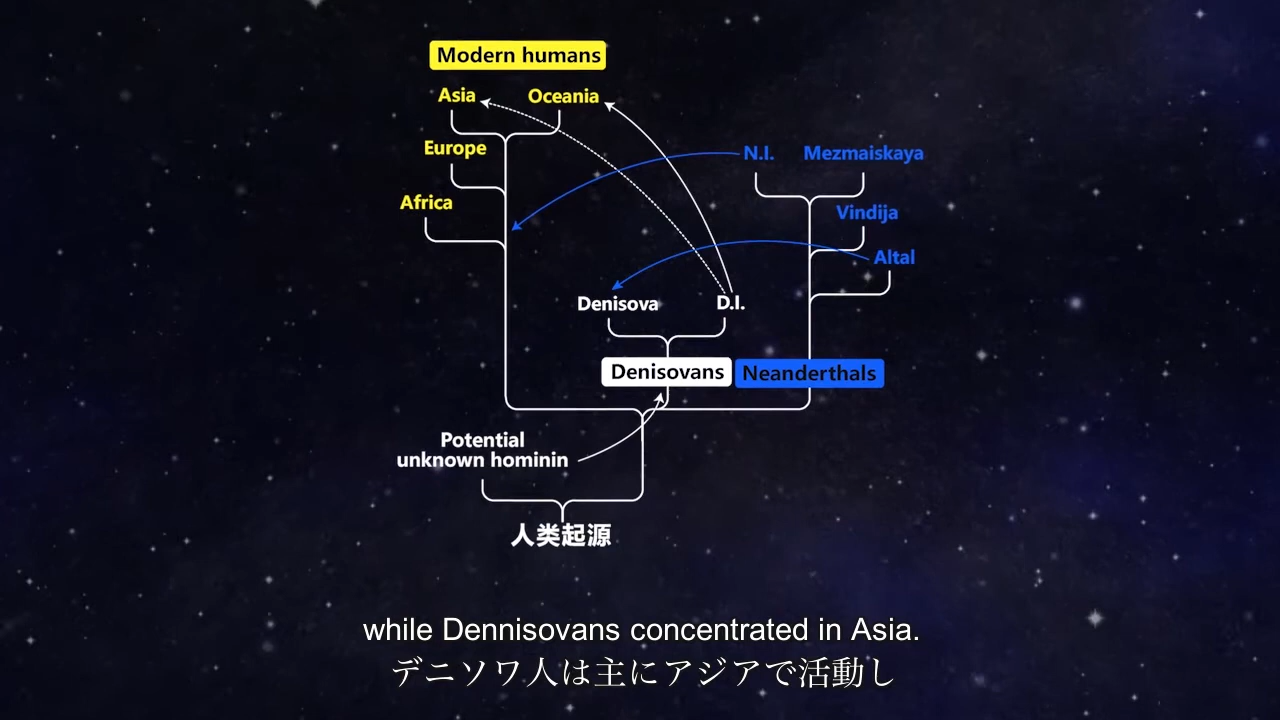 Modern humans
Asia
Oceania
Europe
N.I.
Mezmaiskaya
Africa
Vindija
Altal
Denisova
D.I.
Denisovans
Neanderthals
Potential
unknown hominin
人类起源
while Dennisovans concentrated in Asia.
デニソワ人は主にアジアで活動し